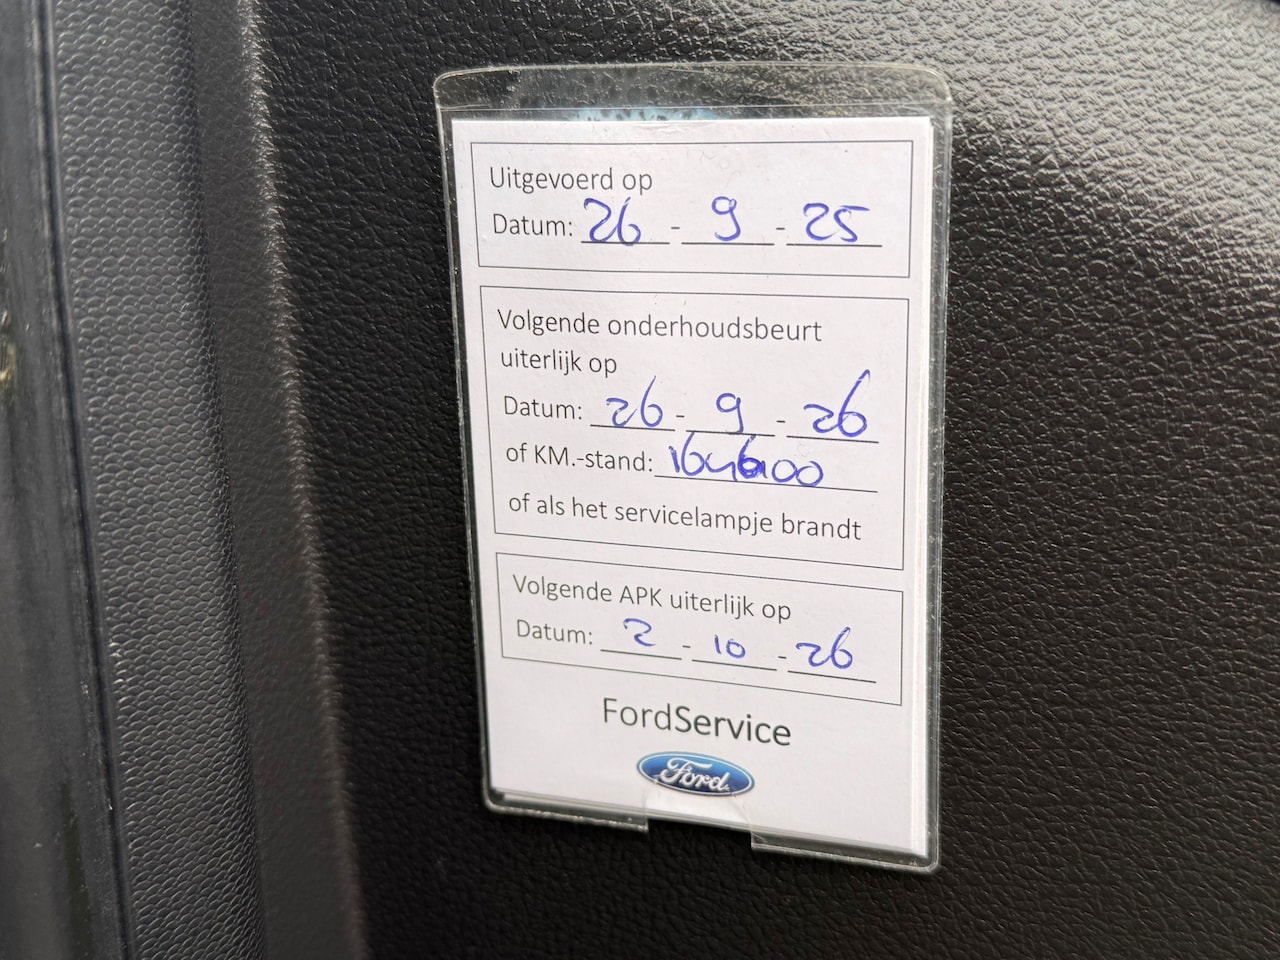 Uitgevoerd op
Datum: 26 - 9 - 25
Volgende onderhoudsbeurt
uiterlijk op
Datum: 26 - 9 - 26
of KM.-stand:
of als het servicelampje brandt
Volgende APK uiterlijk op
Datum: 2 - 10 - 26
FordService
Ford